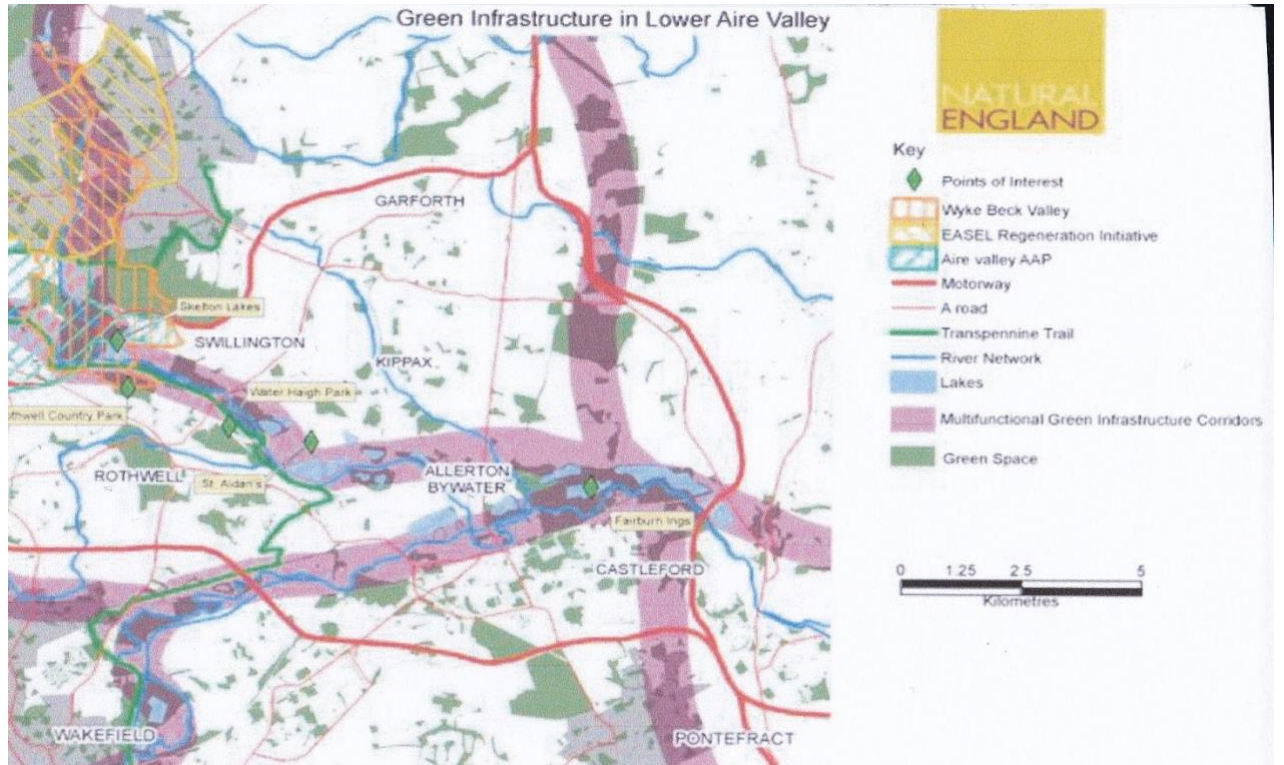 Green Infrastructure in Lower Aire Valley
NATURAL
ENGLAND
Key
Points of Interest
Wyke Beck Valley
EASEL Regeneration Initiative
Aire valley AAP
Motorway
A road
Transpennine Trail
River Network
Lakes
Multifunctional Green Infrastructure Corridors
Green Space
0 1.25 2.5 5
Kilometres
GARFORTH
Skelton Lakes
SWILLINGTON
KIPPAX
Water Haigh Park
othwell Country Park
ROTHWELL
St. Aidan's
ALLERTON
BYWATER
Fairburn Ings
CASTLEFORD
WAKEFIELD
PONTEFRACT